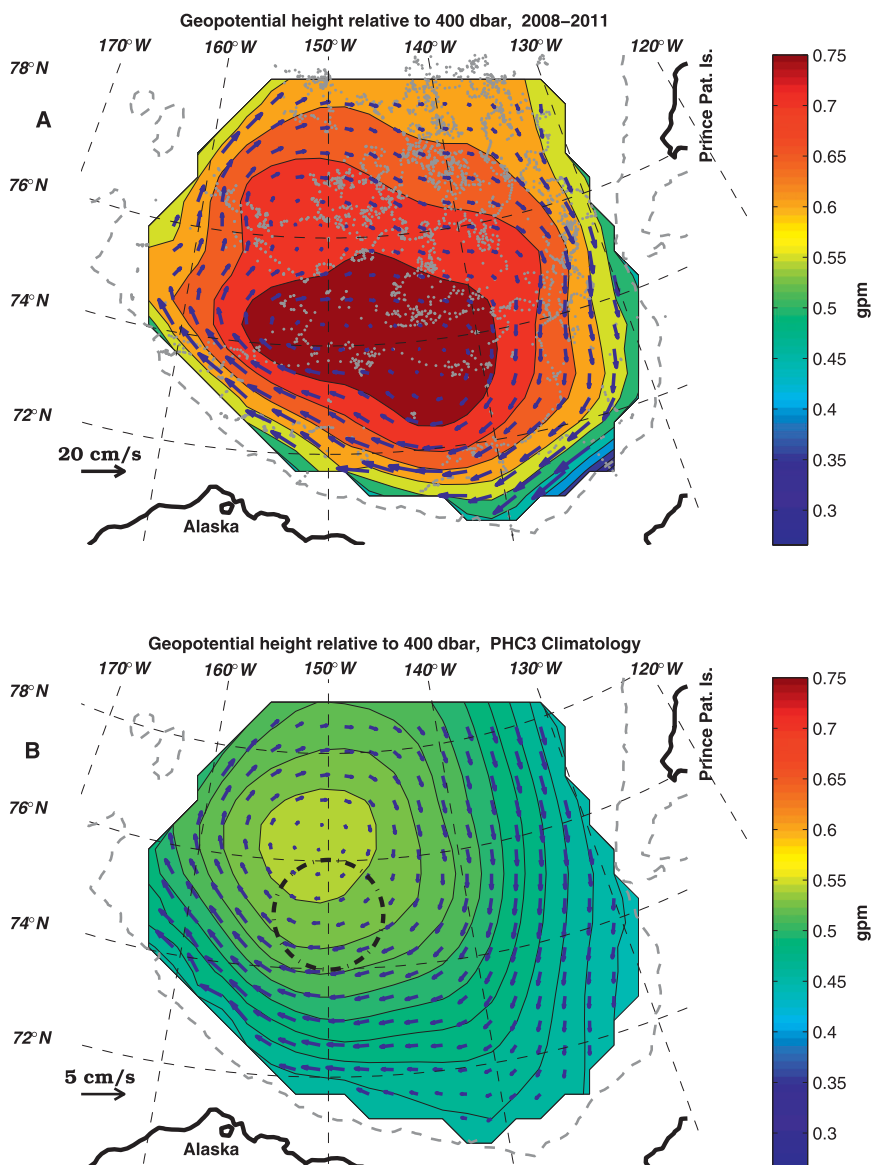 Geopotential height relative to 400 dbar, 2008–2011
170°W 160°W 150°W 140°W 130°W 120°W
78°N
A
76°N
74°N
72°N
20 cm/s
Alaska
Prince Pat. Is.
0.75
0.7
0.65
0.6
0.55
0.5
0.45
0.4
0.35
0.3
gpm
Geopotential height relative to 400 dbar, PHC3 Climatology
170°W 160°W 150°W 140°W 130°W 120°W
78°N
B
76°N
74°N
72°N
5 cm/s
Alaska
Prince Pat. Is.
0.75
0.7
0.65
0.6
0.55
0.5
0.45
0.4
0.35
0.3
gpm